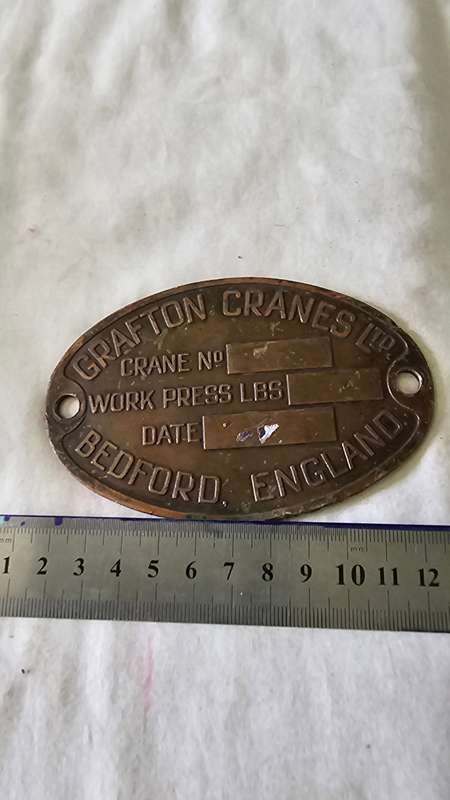 GRAFTON CRANES LTD.
CRANE No
WORK PRESS LBS
DATE
BEDFORD, ENGLAND.
mm
1 2 3 4 5 6 7 8 9 10 11 12